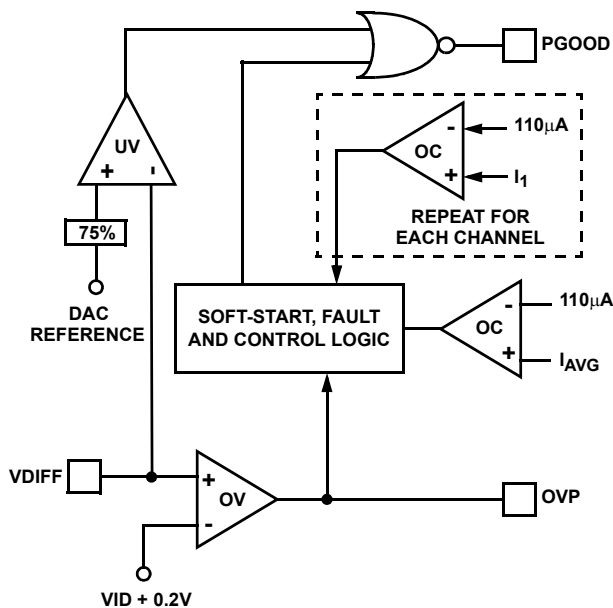 PGOOD
UV
+ -
75%
DAC
REFERENCE
-
OC
+
110µA
I1
REPEAT FOR
EACH CHANNEL
SOFT-START, FAULT
AND CONTROL LOGIC
-
OC
+
110µA
IAVG
VDIFF
+
OV
-
OVP
VID + 0.2V